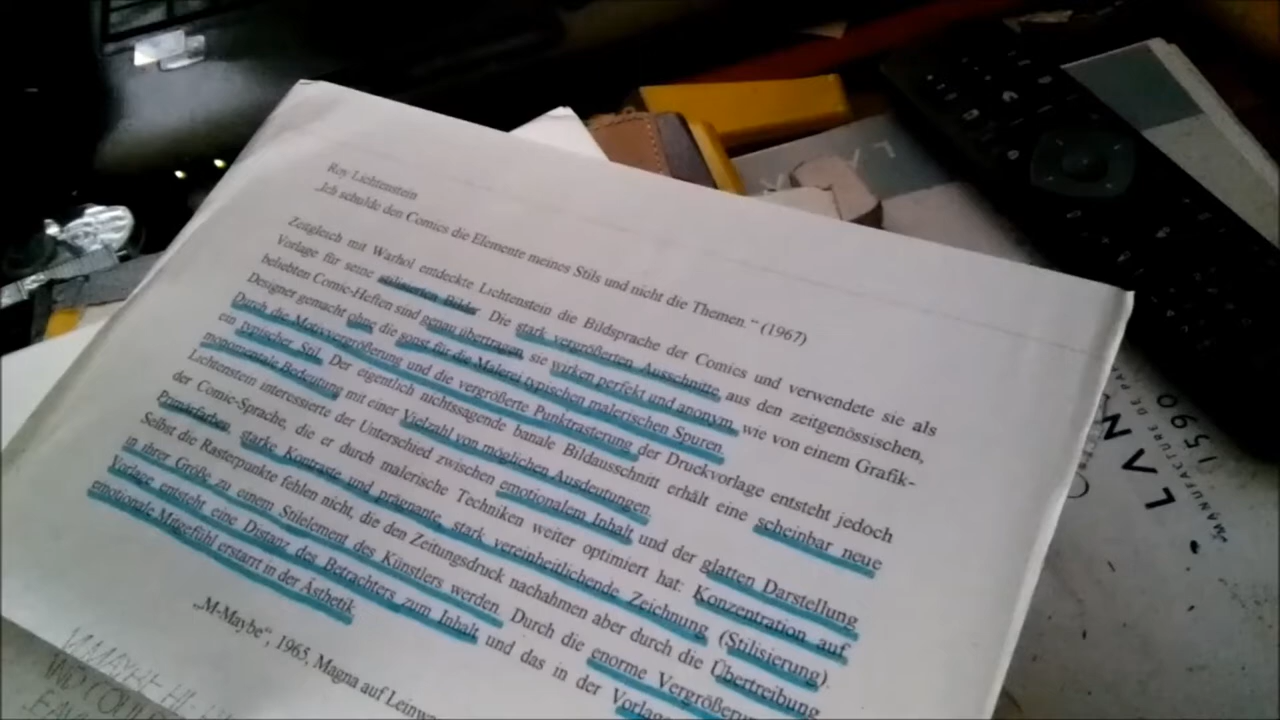 Roy Lichtenstein
„Ich schulde den Comics die Elemente meines Stils und nicht die Themen.“ (1967)
Zeitgleich mit Warhol entdeckte Lichtenstein die Bildsprache der Comics und verwendete sie als
Vorlage für seine stilisierten Bilder. Die stark vergrößerten Ausschnitte, aus den zeitgenössischen,
beliebten Comic-Heften sind genau übertragen, sie wirken perfekt und anonym, wie von einem Grafik-
Designer gemacht ohne die sonst für die Malerei typischen malerischen Spuren.
Durch die Motivvergrößerung und die vergrößerte Punktrasterung der Druckvorlage entsteht jedoch
ein typischer Stil. Der eigentlich nichtssagende banale Bildausschnitt erhält eine scheinbar neue
monumentale Bedeutung mit einer Vielzahl von möglichen Ausdeutungen.
Lichtenstein interessierte der Unterschied zwischen emotionalem Inhalt und der glatten Darstellung
der Comic-Sprache, die er durch malerische Techniken weiter optimiert hat: Konzentration auf
Primärfarben, starke Kontraste und prägnante, stark vereinheitlichende Zeichnung (Stilisierung).
Selbst die Rasterpunkte fehlen nicht, die den Zeitungsdruck nachahmen aber durch die Übertreibung
in ihrer Größe zu einem Stilelement des Künstlers werden. Durch die enorme Vergrößerung
Vorlage entsteht eine Distanz des Betrachters zum Inhalt und das in der Vorlage
emotionale Mitgefühl erstarrt in der Ästhetik.
„M-Maybe“, 1965, Magna auf Leinw
MANUFACTURE DE PA
LANA
1590